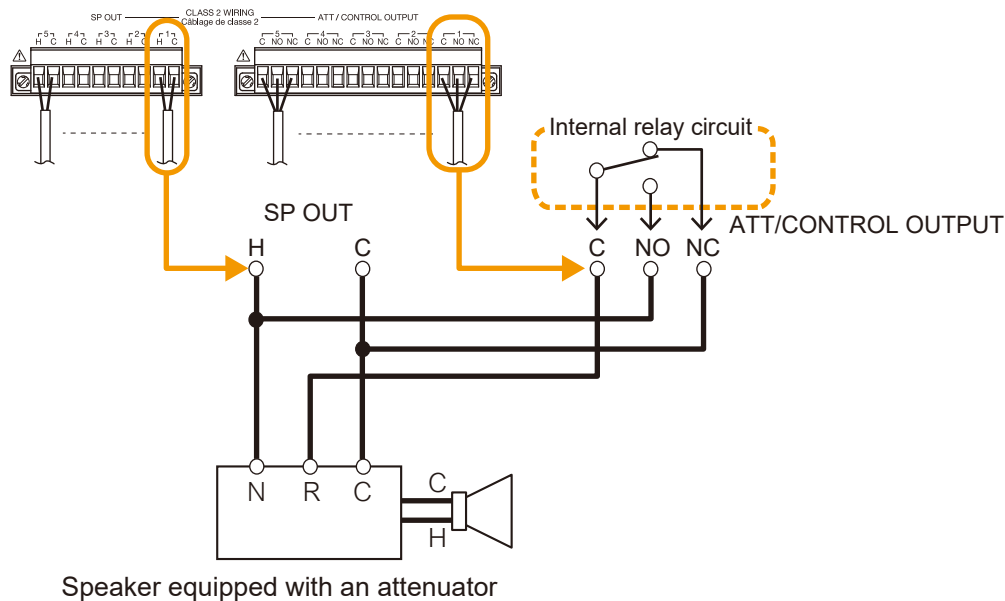 SP OUT CLASS 2 WIRING ATT / CONTROL OUTPUT
Câblage de classe 2
5 4 3 2 1 5 4 3 2 1
H C H C H C H C H C C NO NC C NO NC C NO NC C NO NC C NO NC
Internal relay circuit
SP OUT
ATT/CONTROL OUTPUT
H C C NO NC
N R C
C
H
Speaker equipped with an attenuator